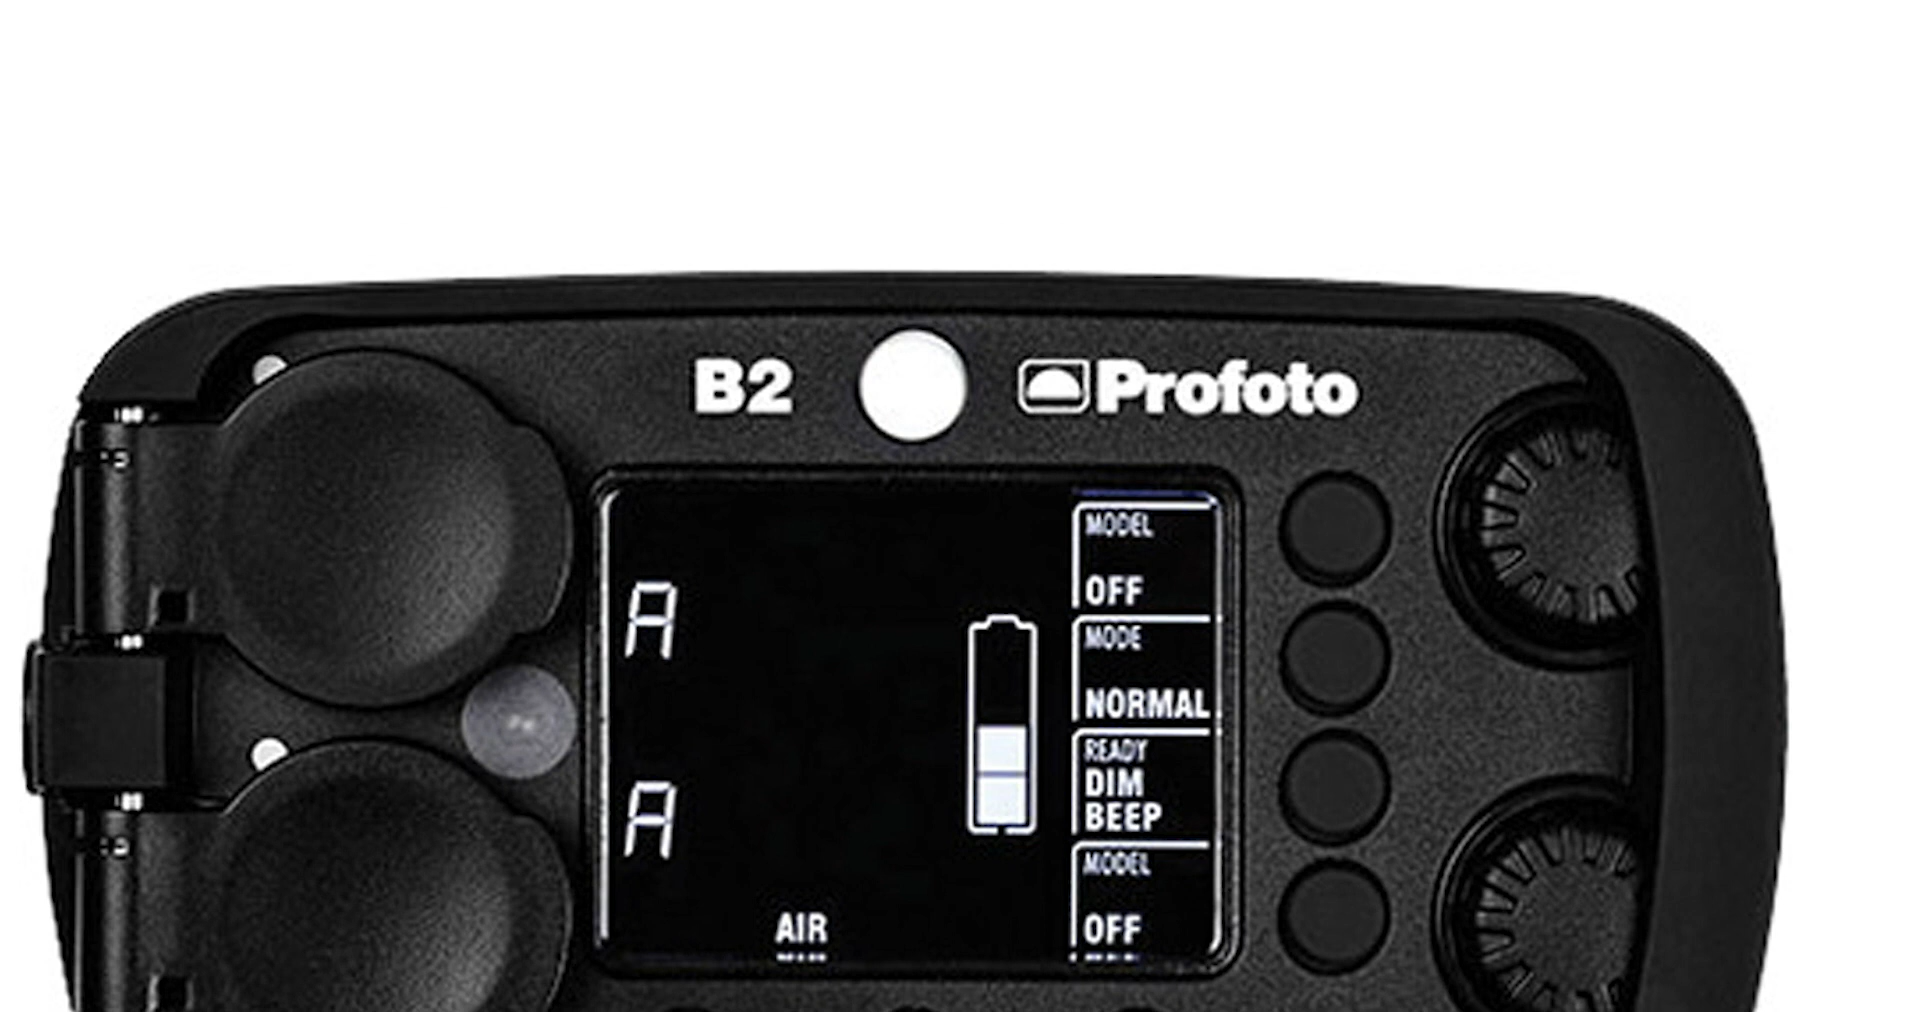 B2 Profoto
MODEL
OFF
A
MODE
NORMAL
READY
DIM
BEEP
A
MODEL
OFF
AIR